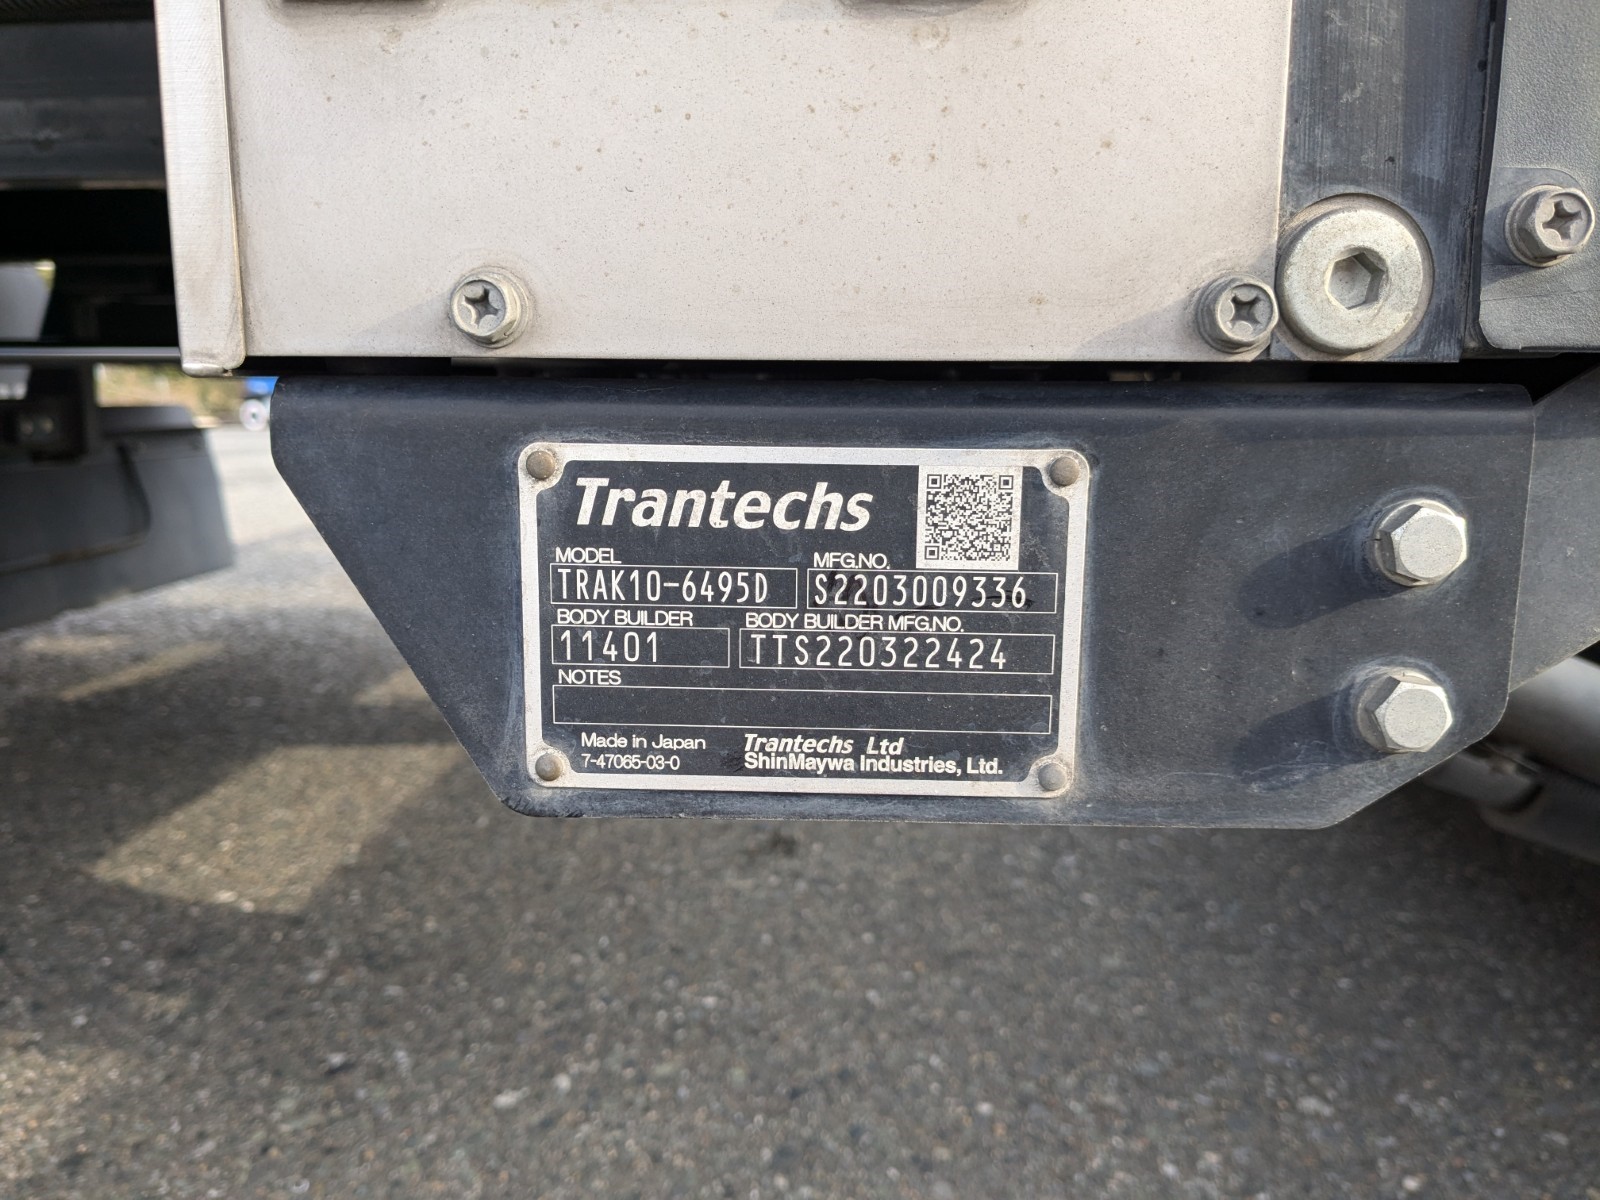 Trantechs
MODEL MFG.NO.
TRAK10-6495D S2203009336
BODY BUILDER BODY BUILDER MFG.NO.
11401 TTS220322424
NOTES
Made in Japan Trantechs Ltd
7-47065-03-0 ShinMaywa Industries, Ltd.